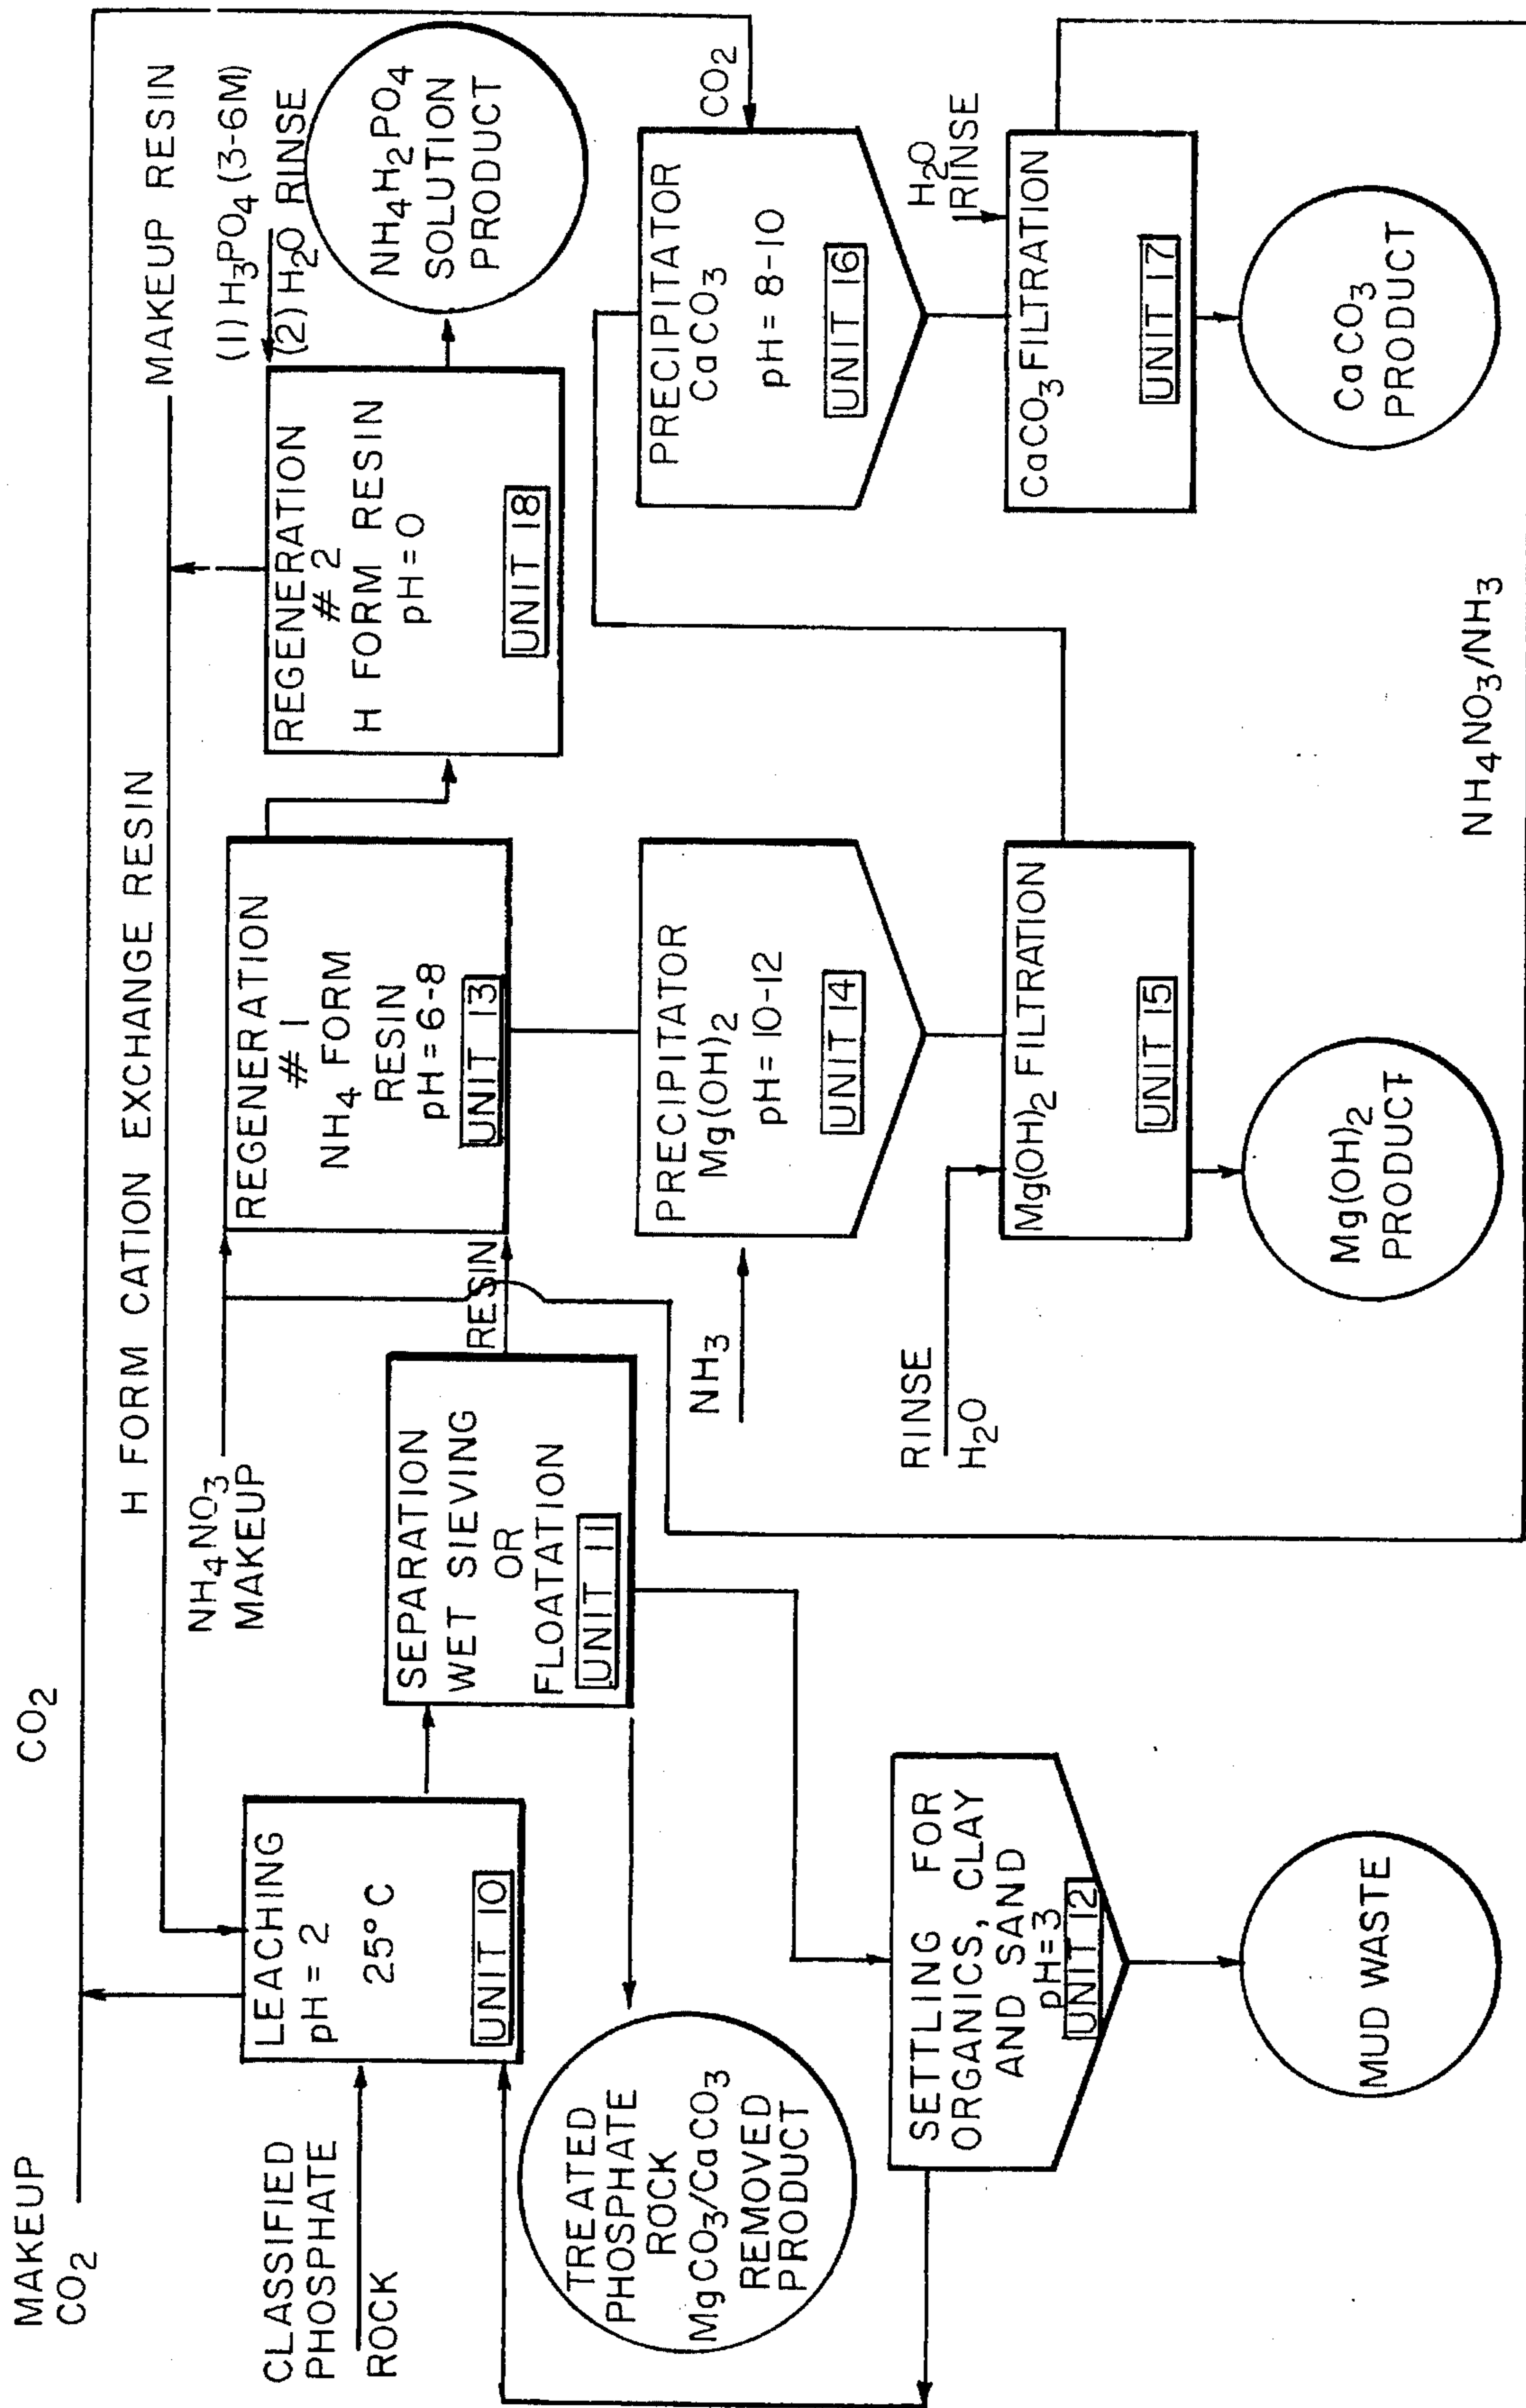 MAKEUP
CO2
CO2
H FORM CATION EXCHANGE RESIN
MAKEUP RESIN
CLASSIFIED
PHOSPHATE
ROCK
LEACHING
pH = 2
25°C
UNIT 10
NH4NO3
MAKEUP
SEPARATION
WET SIEVING
OR
FLOATATION
UNIT 11
RESIN
REGENERATION
# 1
NH4 FORM
RESIN
pH = 6-8
UNIT 13
REGENERATION
# 2
H FORM RESIN
pH = 0
UNIT 18
(1) H3PO4 (3-6M)
(2) H2O RINSE
NH4H2PO4
SOLUTION
PRODUCT
TREATED
PHOSPHATE
ROCK
MgCO3/CaCO3
REMOVED
PRODUCT
SETTLING FOR
ORGANICS, CLAY
AND SAND
pH=3
UNIT 12
MUD WASTE
NH3
PRECIPITATOR
Mg(OH)2
pH = 10-12
UNIT 14
RINSE
H2O
Mg(OH)2 FILTRATION
UNIT 15
Mg(OH)2
PRODUCT
CO2
PRECIPITATOR
CaCO3
pH = 8-10
UNIT 16
H2O
RINSE
CaCO3 FILTRATION
UNIT 17
CaCO3
PRODUCT
NH4NO3/NH3